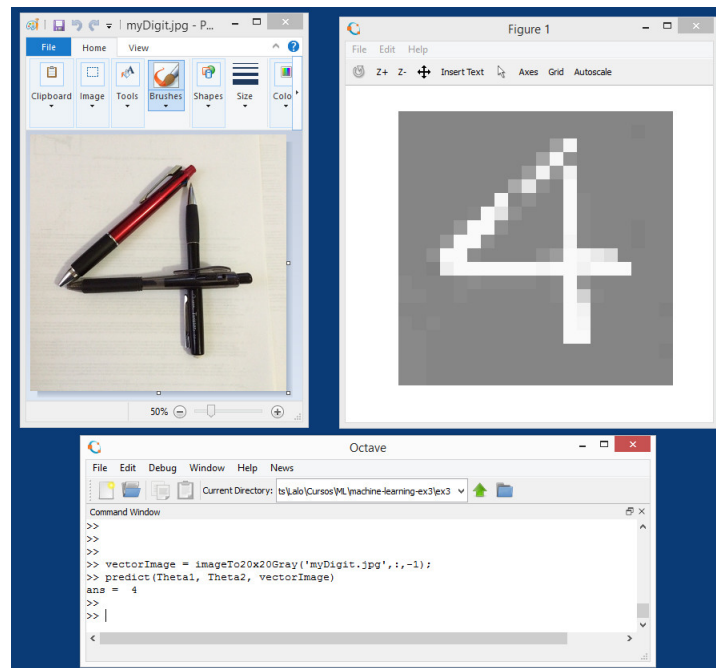 myDigit.jpg - P...
File Home View
Clipboard Image Tools Brushes Shapes Size Colo
50%
Figure 1
File Edit Help
Z+ Z- Insert Text Axes Grid Autoscale
Octave
File Edit Debug Window Help News
Current Directory: ts\Lalo\Cursos\ML\machine-learning-ex3\ex3
Command Window
>>
>>
>>
>> vectorImage = imageTo20x20Gray('myDigit.jpg',:,-1);
>> predict(Theta1, Theta2, vectorImage)
ans = 4
>>
>>